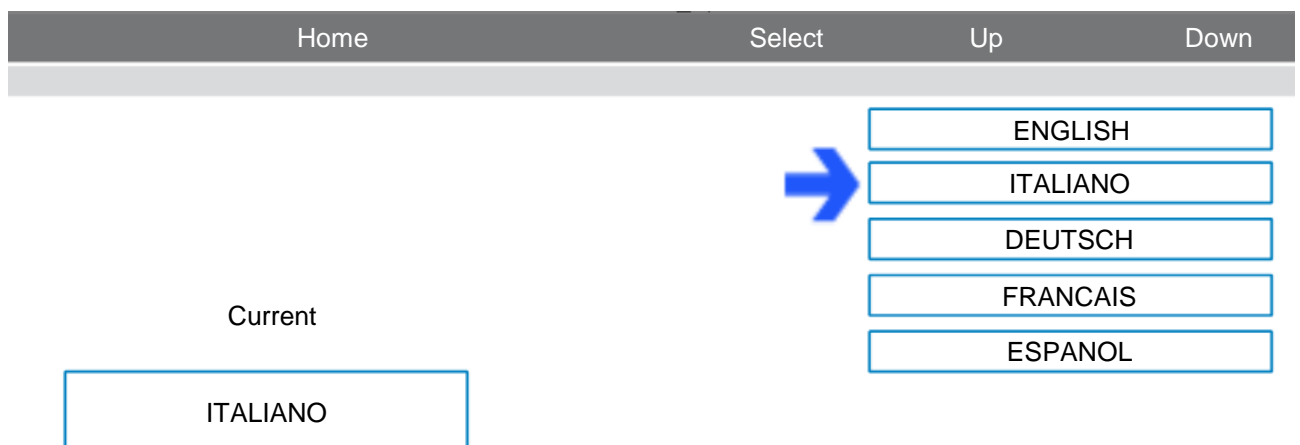 Home Select Up Down
ENGLISH
ITALIANO
DEUTSCH
FRANCAIS
ESPANOL
Current
ITALIANO